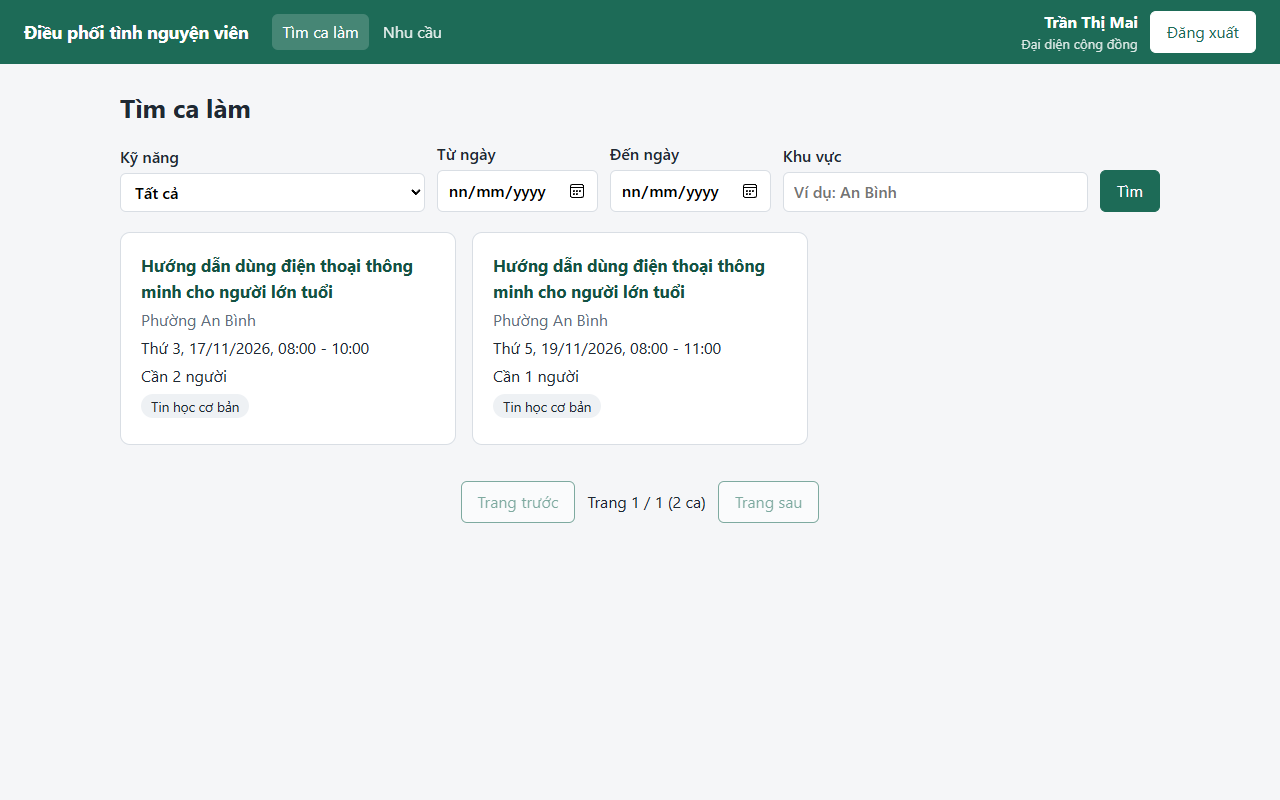 Điều phối tình nguyện viên
Tìm ca làm
Nhu cầu
Trần Thị Mai
Đại diện cộng đồng
Đăng xuất
Tìm ca làm
Kỹ năng
Từ ngày
Đến ngày
Khu vực
Tất cả
nn/mm/yyyy
nn/mm/yyyy
Ví dụ: An Bình
Tìm
Hướng dẫn dùng điện thoại thông
minh cho người lớn tuổi
Phường An Bình
Thứ 3, 17/11/2026, 08:00 - 10:00
Cần 2 người
Tin học cơ bản
Hướng dẫn dùng điện thoại thông
minh cho người lớn tuổi
Phường An Bình
Thứ 5, 19/11/2026, 08:00 - 11:00
Cần 1 người
Tin học cơ bản
Trang trước
Trang 1 / 1 (2 ca)
Trang sau